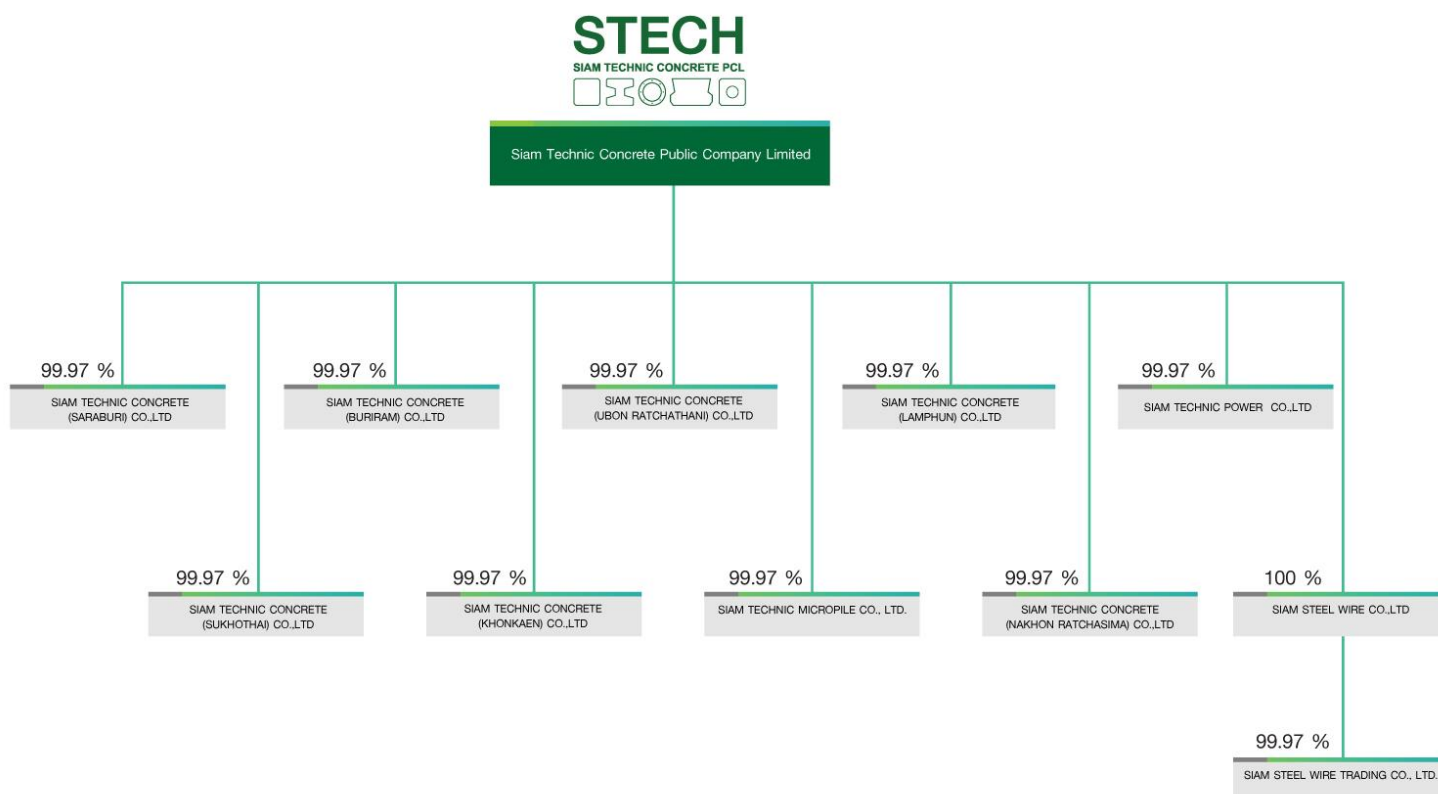 STECH
SIAM TECHNIC CONCRETE PCL
Siam Technic Concrete Public Company Limited
99.97 %
SIAM TECHNIC CONCRETE
(SARABURI) CO.,LTD
99.97 %
SIAM TECHNIC CONCRETE
(BURIRAM) CO.,LTD
99.97 %
SIAM TECHNIC CONCRETE
(UBON RATCHATHANI) CO.,LTD
99.97 %
SIAM TECHNIC CONCRETE
(LAMPHUN) CO.,LTD
99.97 %
SIAM TECHNIC POWER CO.,LTD
99.97 %
SIAM TECHNIC CONCRETE
(SUKHOTHAI) CO.,LTD
99.97 %
SIAM TECHNIC CONCRETE
(KHONKAEN) CO.,LTD
99.97 %
SIAM TECHNIC MICROPILE CO., LTD.
99.97 %
SIAM TECHNIC CONCRETE
(NAKHON RATCHASIMA) CO.,LTD
100 %
SIAM STEEL WIRE CO.,LTD
99.97 %
SIAM STEEL WIRE TRADING CO., LTD.